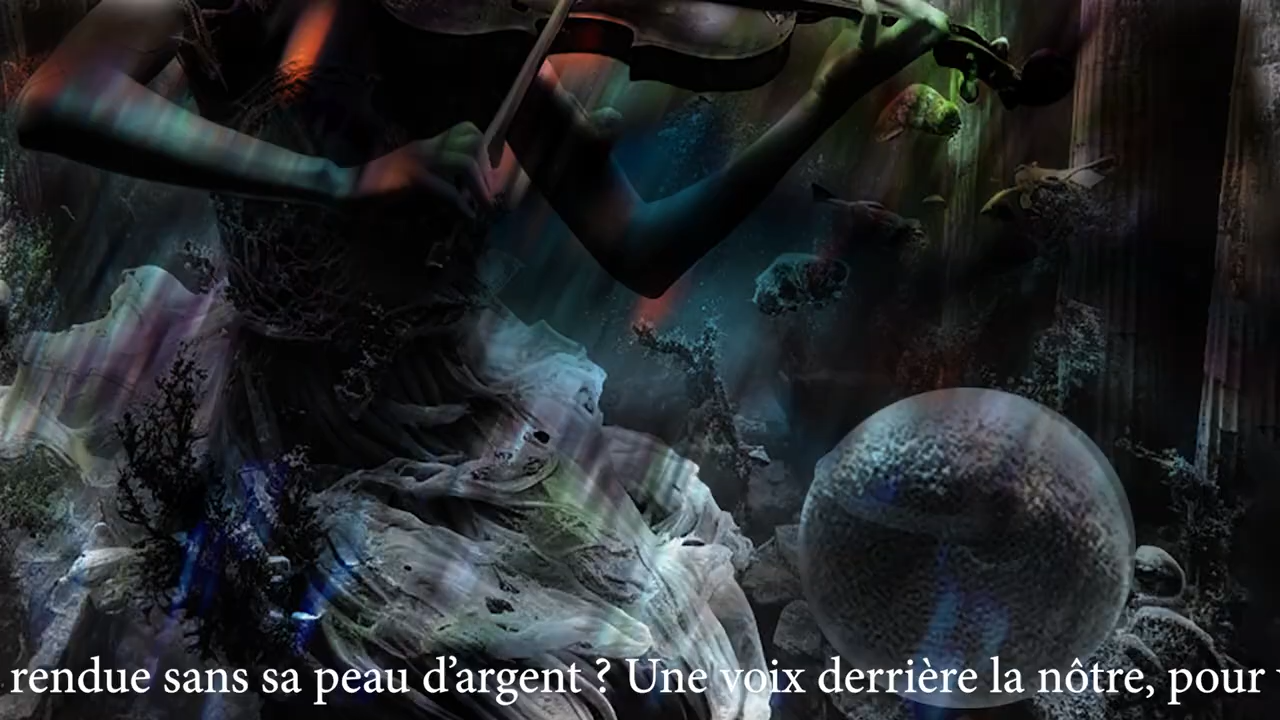 rendue sans sa peau d’argent ? Une voix derrière la nôtre, pour